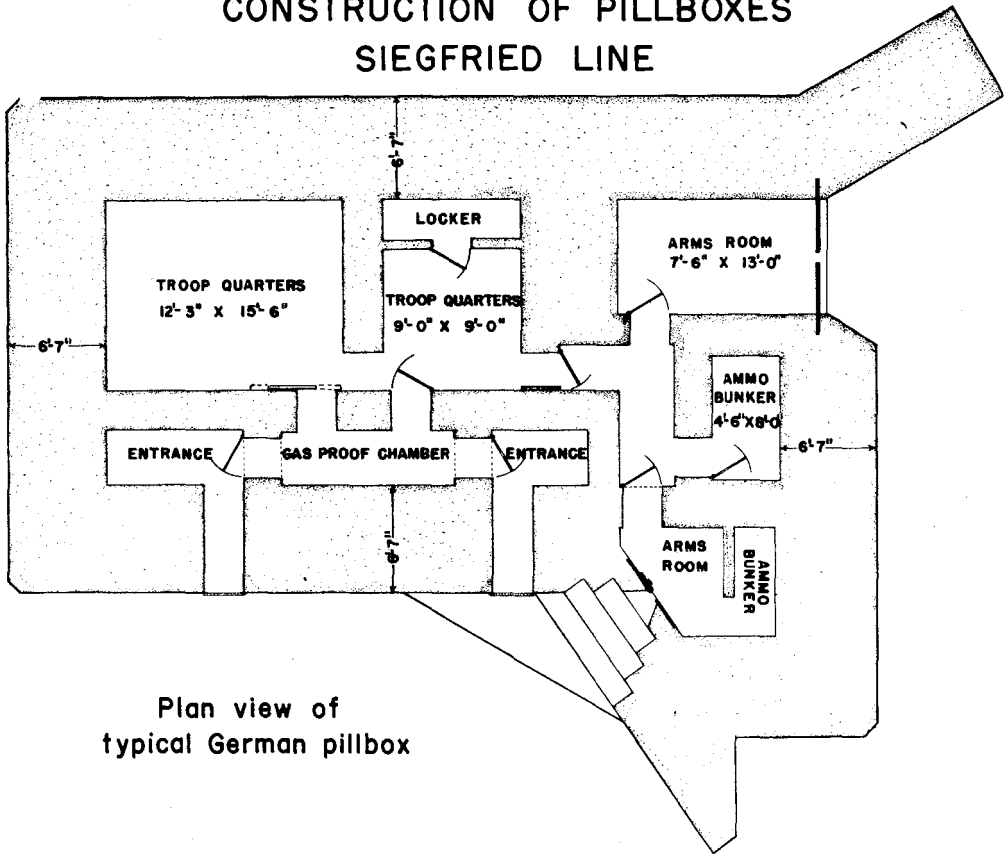 CONSTRUCTION OF PILLBOXES
SIEGFRIED LINE
6'-7"
LOCKER
ARMS ROOM
7'-6" X 13'-0"
TROOP QUARTERS
12'-3" X 15'-6"
TROOP QUARTERS
9'-0" X 9'-0"
6'-7"
AMMO
BUNKER
4'-6"X8'-0"
6'-7"
ENTRANCE
GAS PROOF CHAMBER
ENTRANCE
6'-7"
ARMS
ROOM
AMMO
BUNKER
Plan view of
typical German pillbox